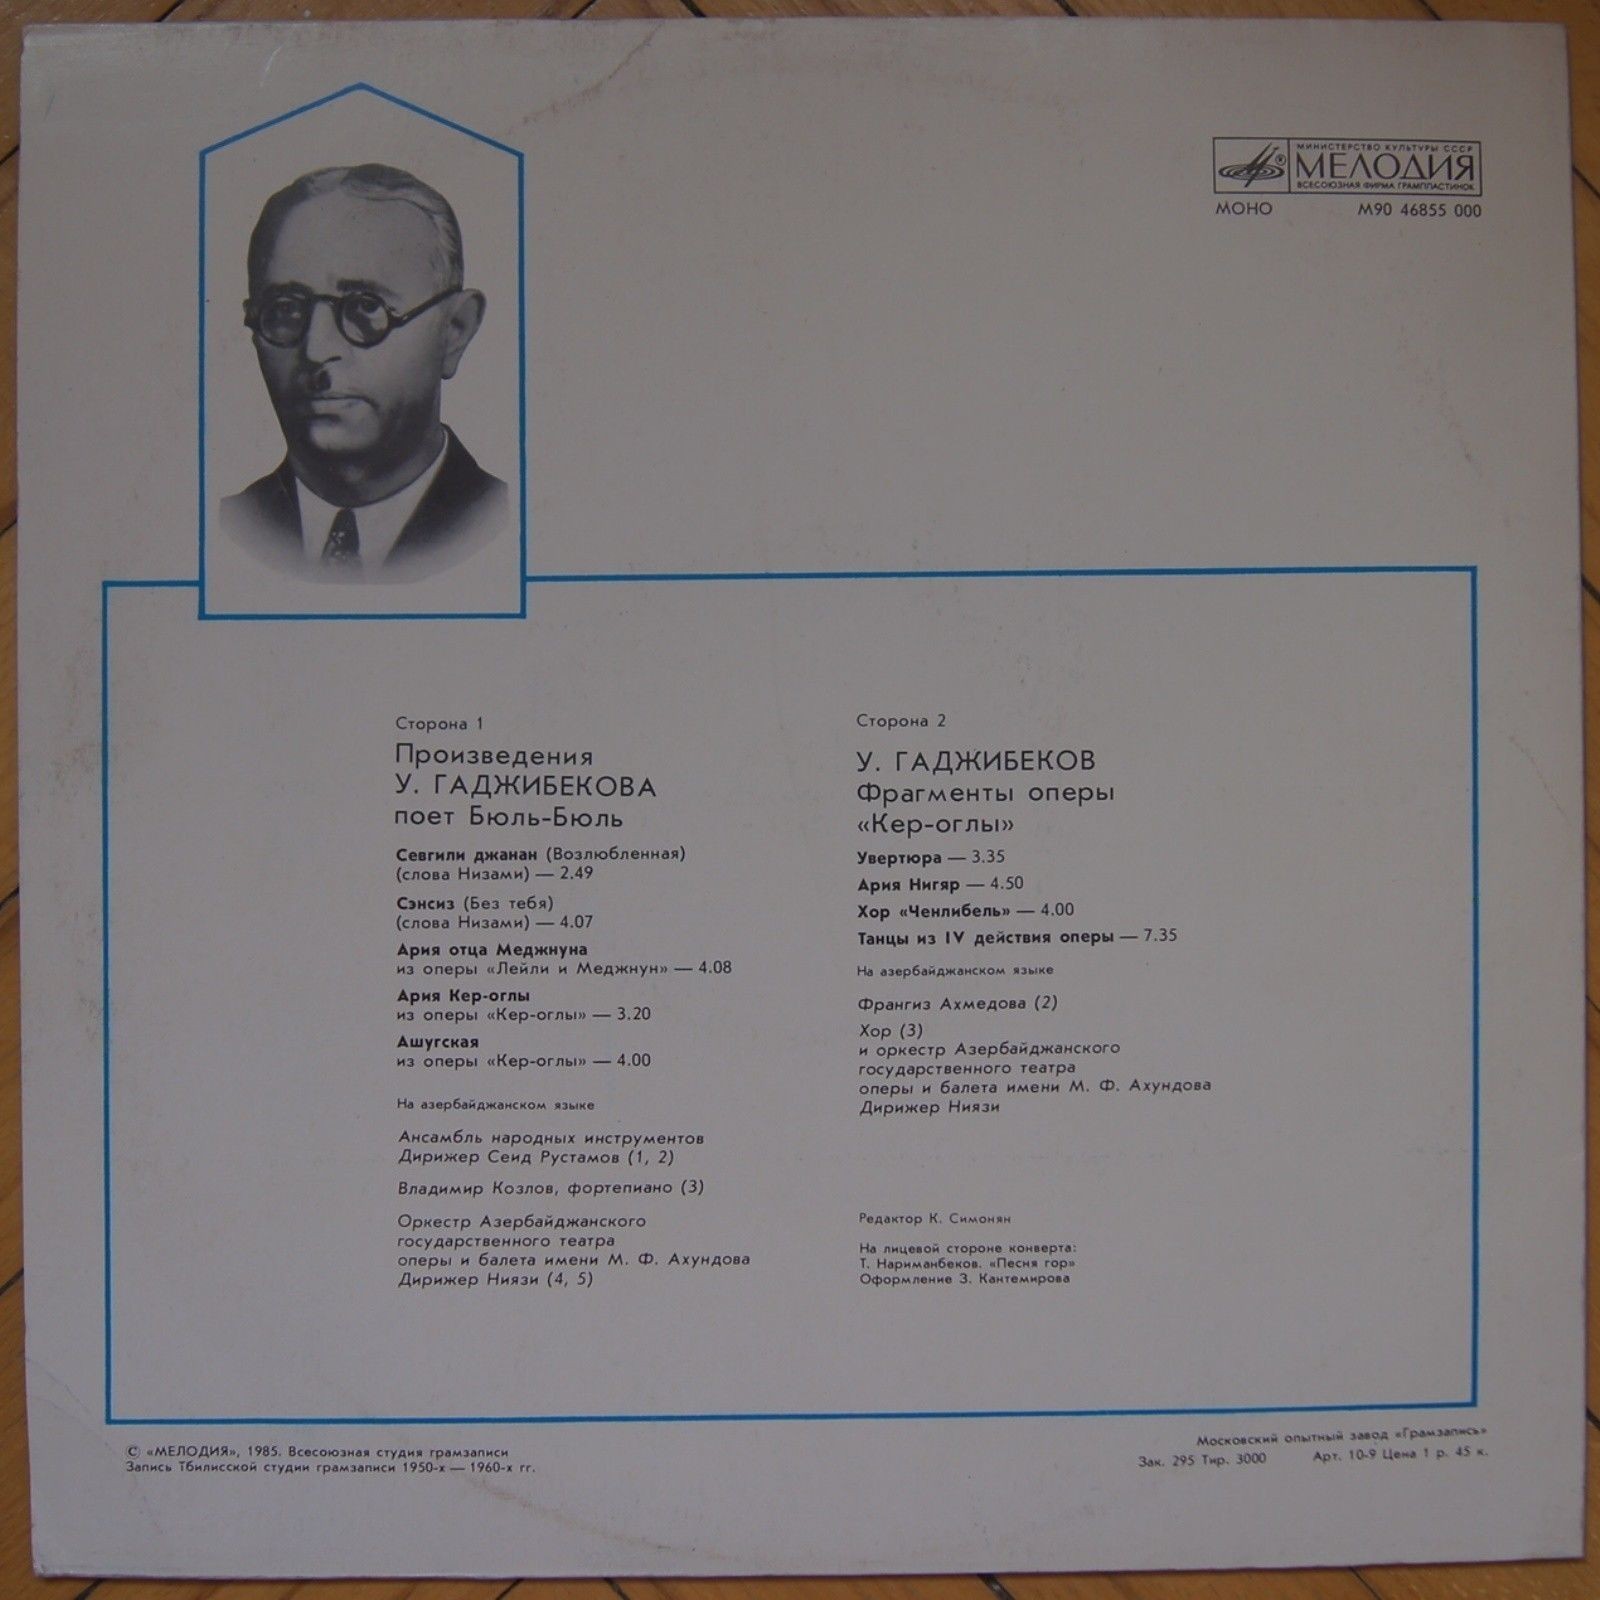 МИНИСТЕРСТВО КУЛЬТУРЫ СССР
МЕЛОДИЯ
ВСЕСОЮЗНАЯ ФИРМА ГРАМПЛАСТИНОК
МОНО М90 46855 000
Сторона 1
Произведения
У. ГАДЖИБЕКОВА
поет Бюль-Бюль
Севгили джанан (Возлюбленная)
(слова Низами) — 2.49
Сэнсиз (Без тебя)
(слова Низами) — 4.07
Ария отца Меджнуна
из оперы «Лейли и Меджнун» — 4.08
Ария Кер-оглы
из оперы «Кер-оглы» — 3.20
Ашугская
из оперы «Кер-оглы» — 4.00
На азербайджанском языке
Ансамбль народных инструментов
Дирижер Сеид Рустамов (1, 2)
Владимир Козлов, фортепиано (3)
Оркестр Азербайджанского
государственного театра
оперы и балета имени М. Ф. Ахундова
Дирижер Ниязи (4, 5)
Сторона 2
У. ГАДЖИБЕКОВ
Фрагменты оперы
«Кер-оглы»
Увертюра — 3.35
Ария Нигяр — 4.50
Хор «Ченлибель» — 4.00
Танцы из IV действия оперы — 7.35
На азербайджанском языке
Франгиз Ахмедова (2)
Хор (3)
и оркестр Азербайджанского
государственного театра
оперы и балета имени М. Ф. Ахундова
Дирижер Ниязи
Редактор К. Симонян
На лицевой стороне конверта:
Т. Нариманбеков. «Песня гор»
Оформление З. Кантемирова
© «МЕЛОДИЯ», 1985. Всесоюзная студия грамзаписи
Запись Тбилисской студии грамзаписи 1950-х — 1960-х гг.
Московский опытный завод «Грамзапись»
Зак. 295 Тир. 3000 Арт. 10-9 Цена 1 р. 45 к.